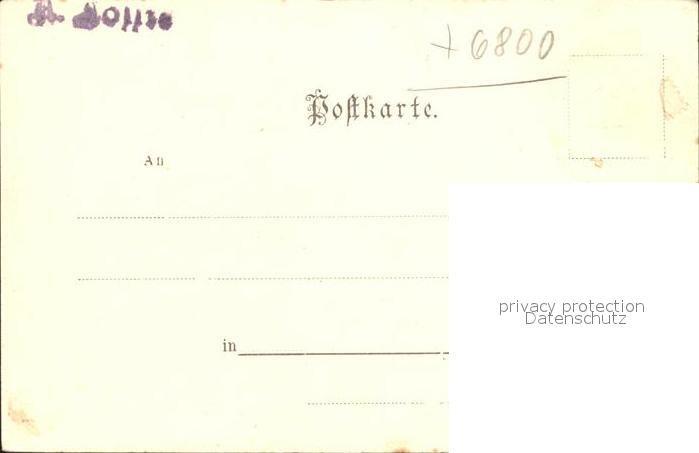 + 6800
Postkarte.
An
privacy protection
Datenschutz
in